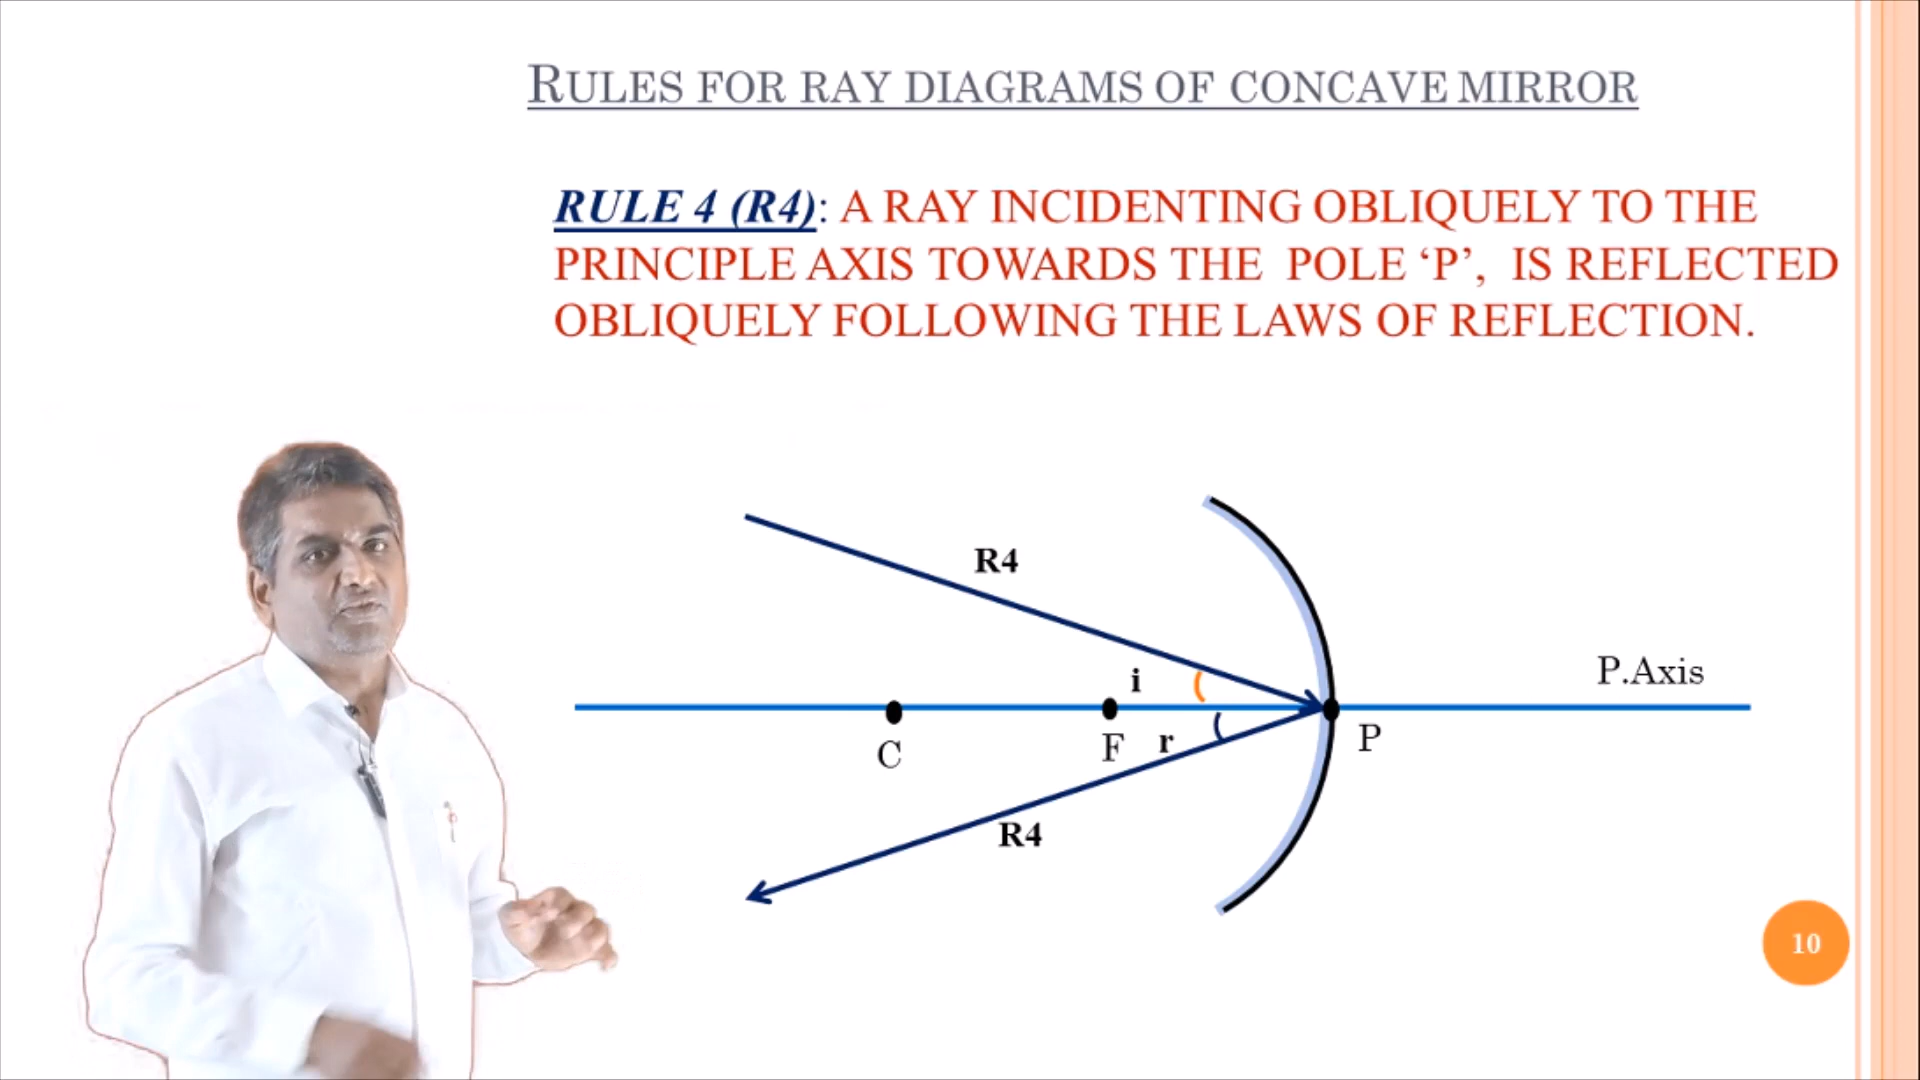 RULES FOR RAY DIAGRAMS OF CONCAVE MIRROR
RULE 4 (R4): A RAY INCIDENTING OBLIQUELY TO THE
PRINCIPLE AXIS TOWARDS THE POLE ‘P’, IS REFLECTED
OBLIQUELY FOLLOWING THE LAWS OF REFLECTION.
R4
P.Axis
i
C
F
r
P
R4
10